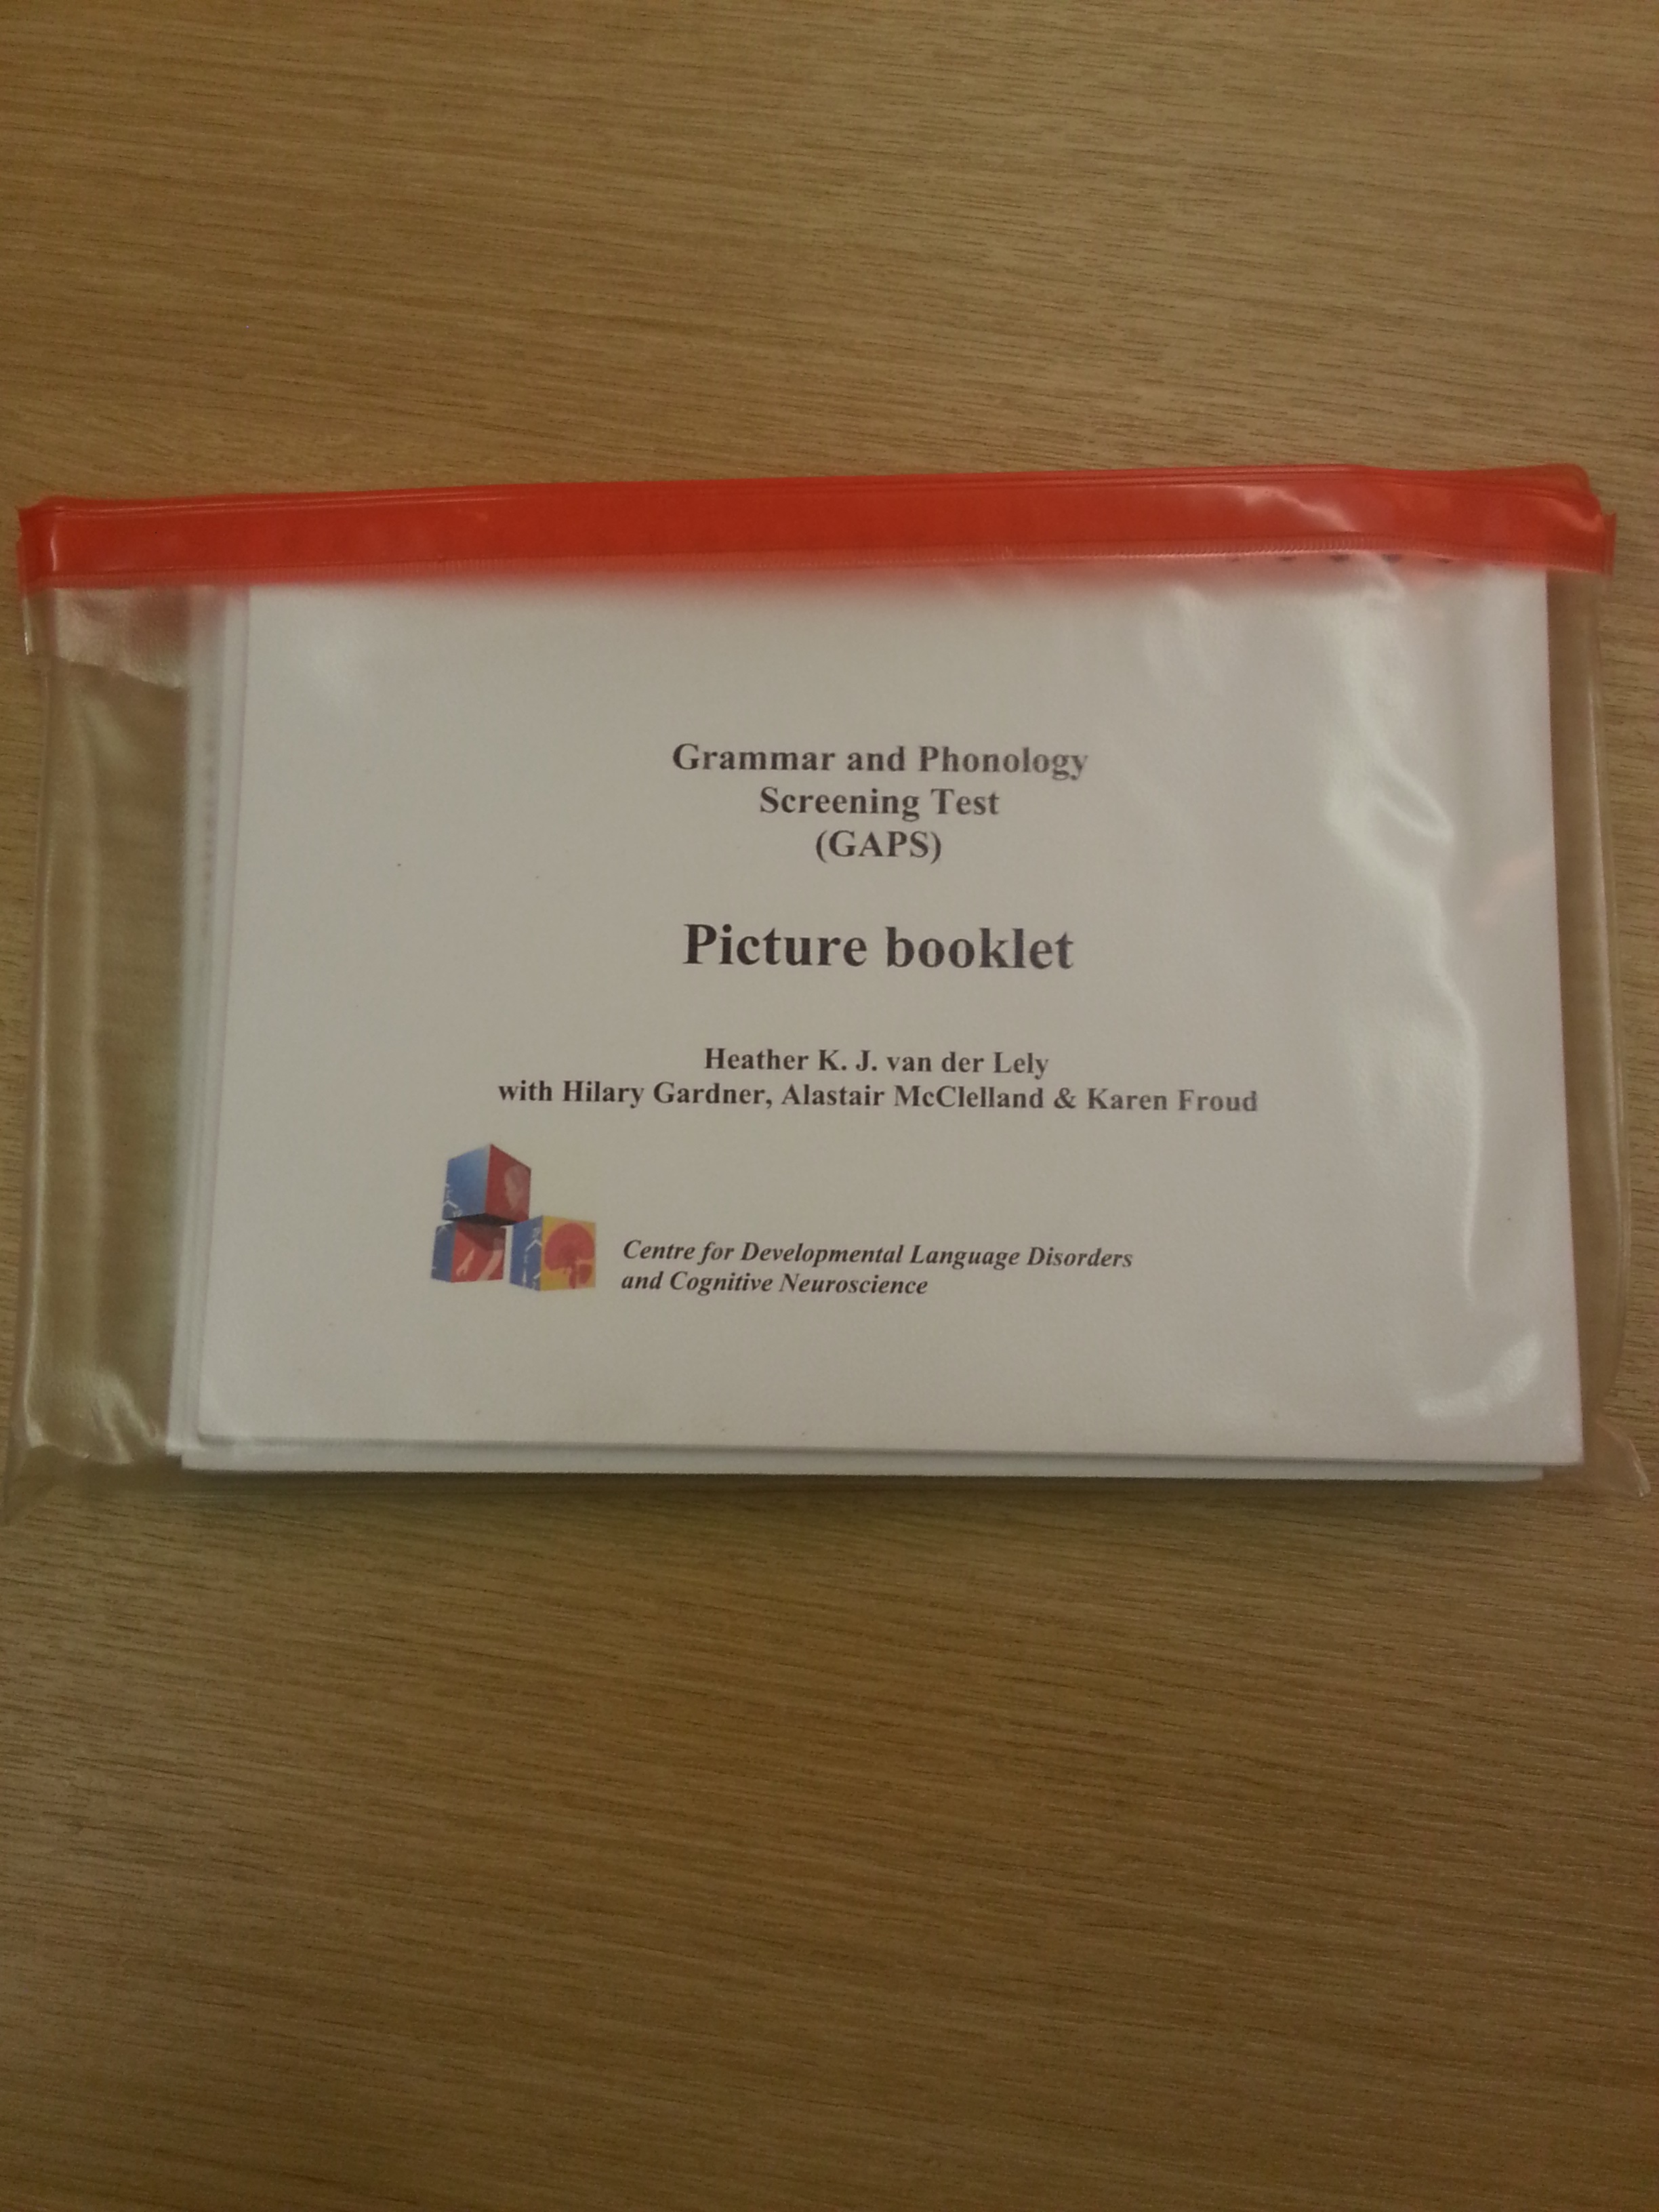 Grammar and Phonology
Screening Test
(GAPS)
Picture booklet
Heather K. J. van der Lely
with Hilary Gardner, Alastair McClelland & Karen Froud
Centre for Developmental Language Disorders
and Cognitive Neuroscience